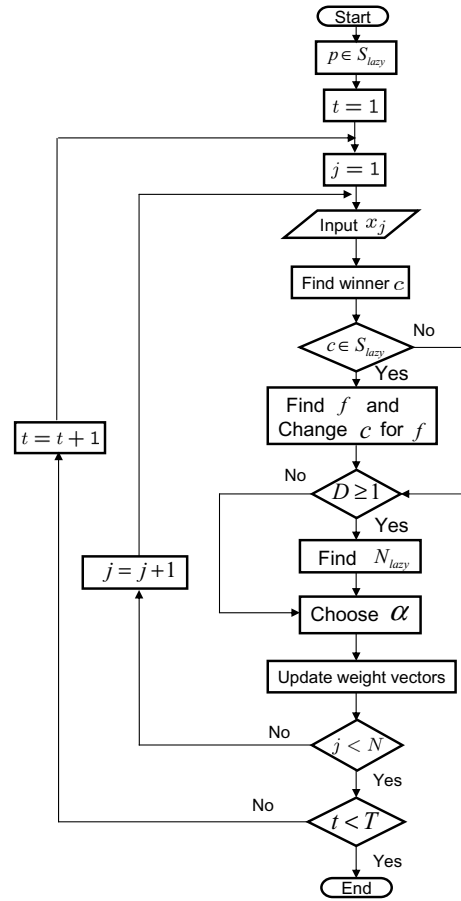 Start
p ∈ S_lazy
t = 1
j = 1
Input x_j
Find winner c
c ∈ S_lazy
No
Yes
Find f and
Change c for f
t = t + 1
No
D ≥ 1
Yes
j = j + 1
Find N_lazy
Choose α
Update weight vectors
No
j < N
Yes
No
t < T
Yes
End